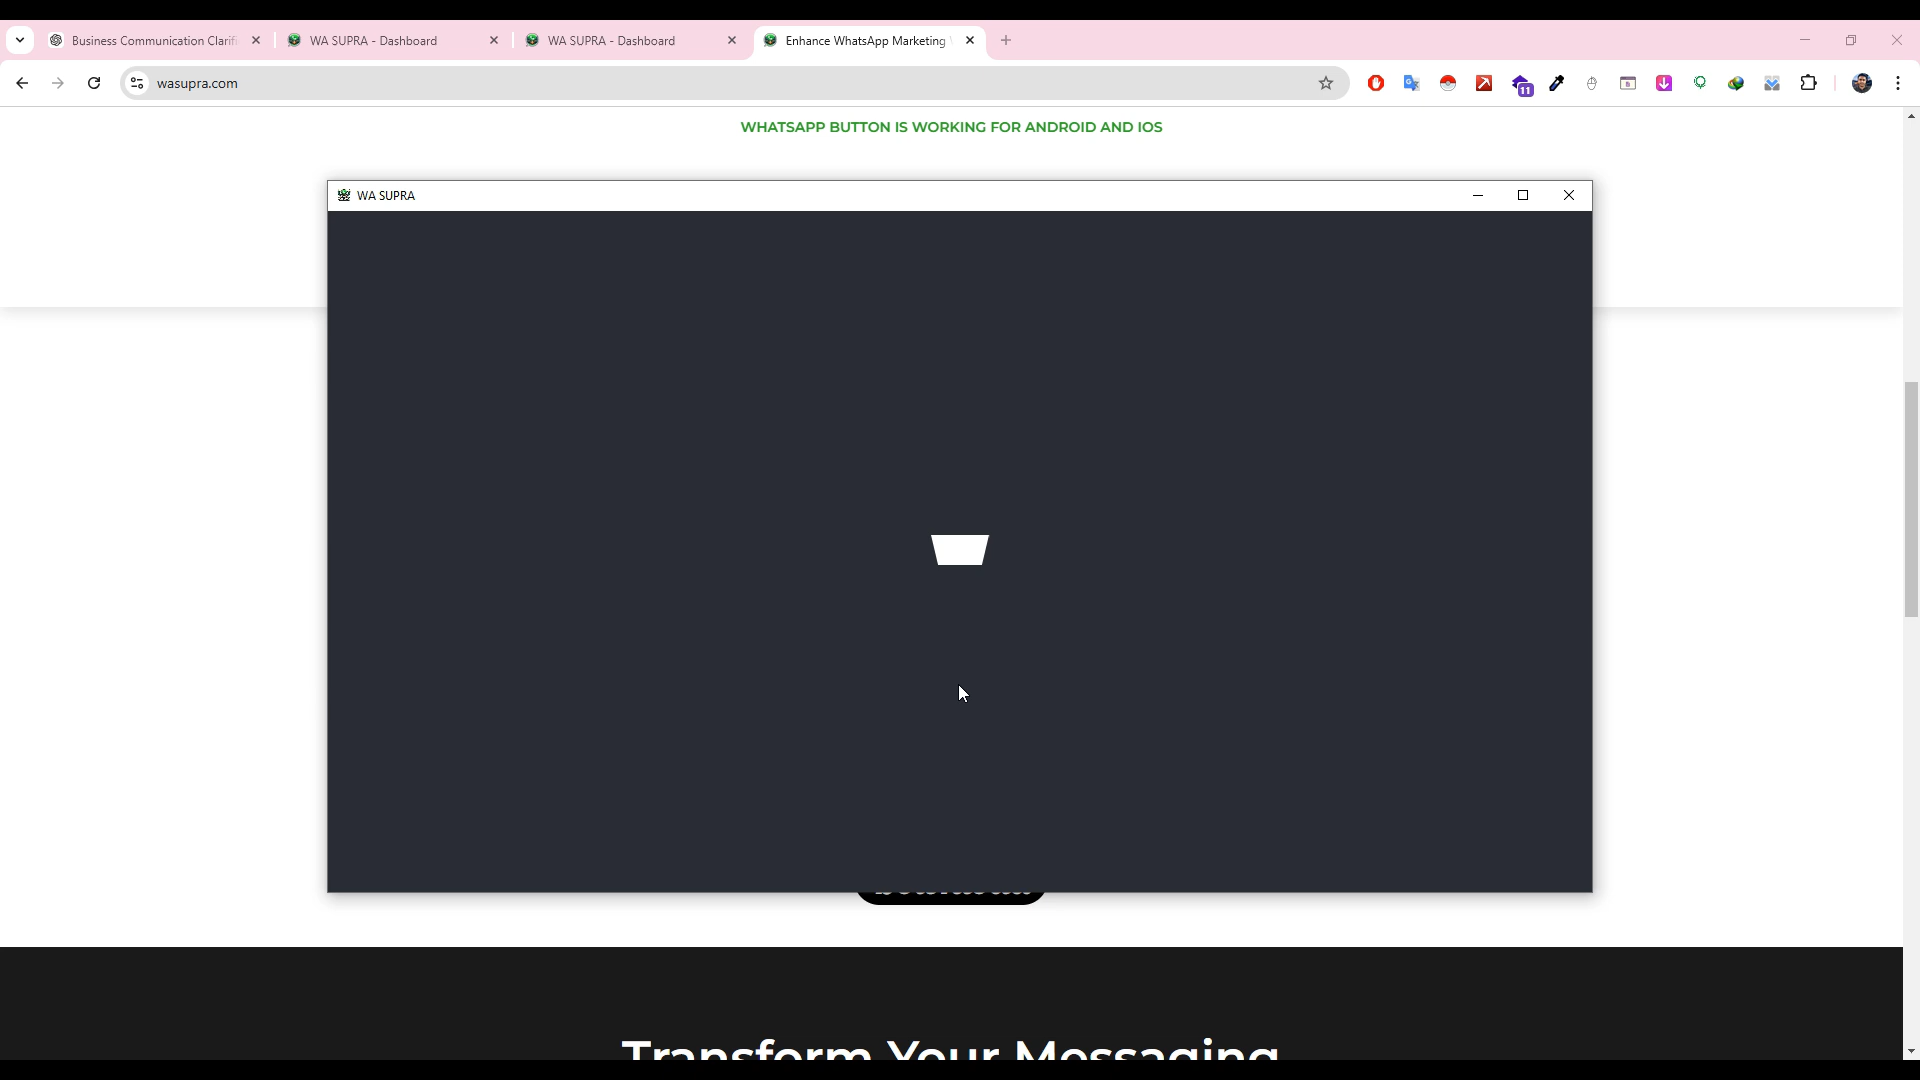 Business Communication Clarifi
WA SUPRA - Dashboard
WA SUPRA - Dashboard
Enhance WhatsApp Marketing
wasupra.com
11
WHATSAPP BUTTON IS WORKING FOR ANDROID AND IOS
WA SUPRA
Transform Your Messaging